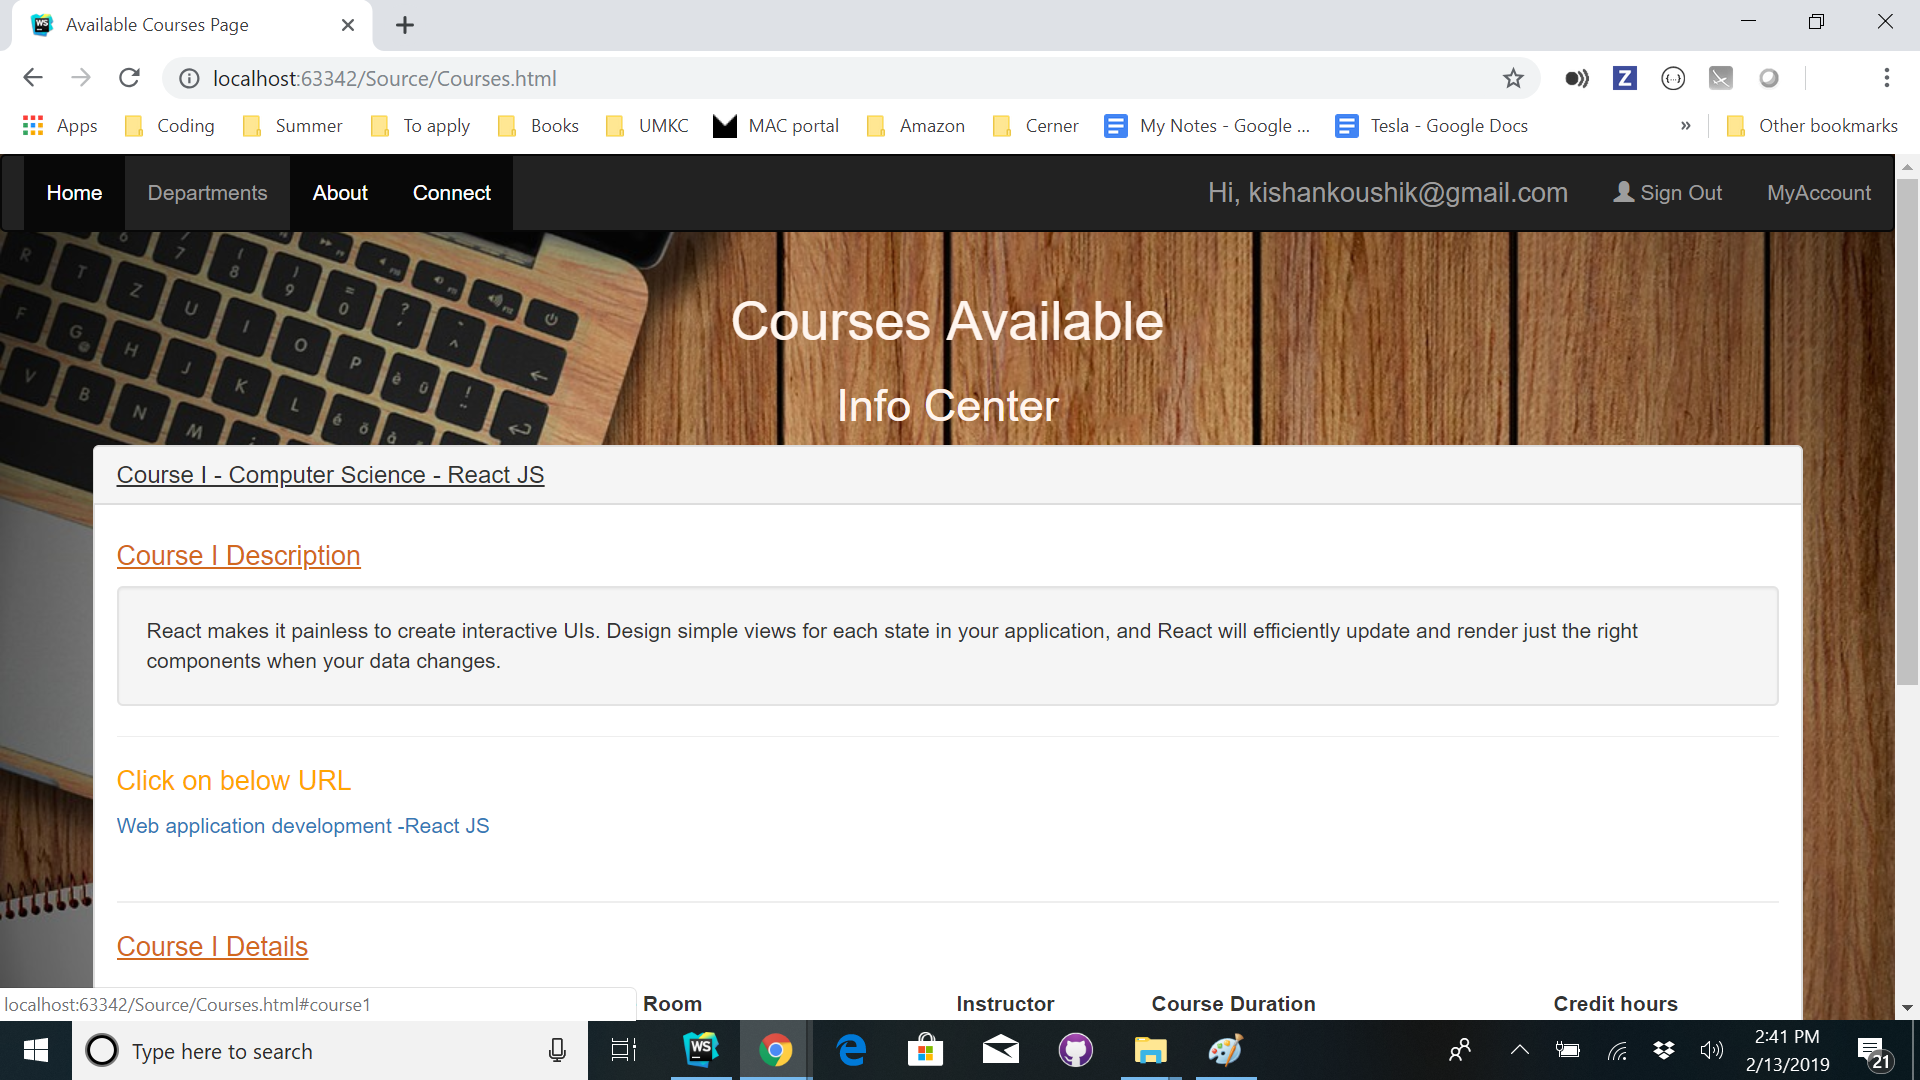 Available Courses Page
localhost:63342/Source/Courses.html
Apps Coding Summer To apply Books UMKC MAC portal Amazon Cerner My Notes - Google ... Tesla - Google Docs » Other bookmarks
Home Departments About Connect Hi, kishankoushik@gmail.com Sign Out MyAccount
Courses Available
Info Center
Course I - Computer Science - React JS
Course I Description
React makes it painless to create interactive UIs. Design simple views for each state in your application, and React will efficiently update and render just the right
components when your data changes.
Click on below URL
Web application development -React JS
Course I Details
localhost:63342/Source/Courses.html#course1
Room Instructor Course Duration Credit hours
Type here to search
WS
2:41 PM
2/13/2019
21